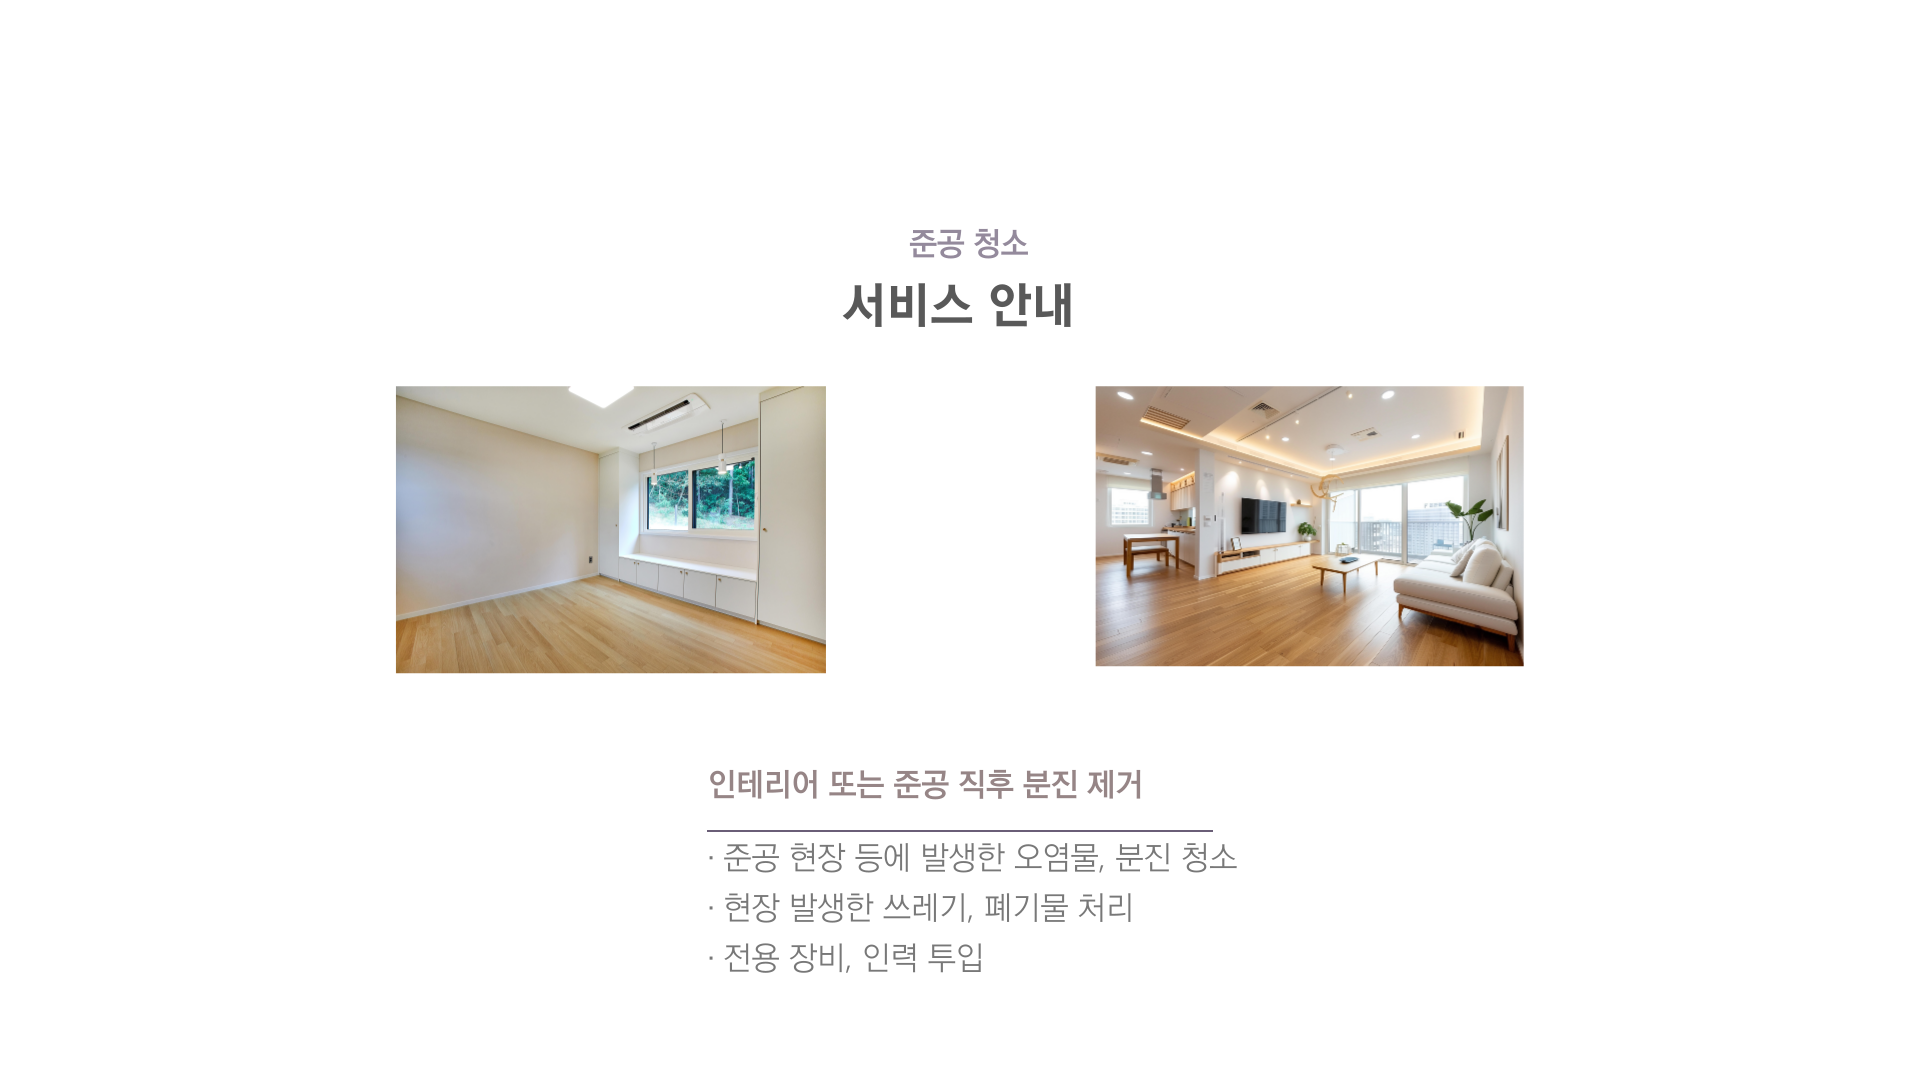 준공 청소
서비스 안내
인테리어 또는 준공 직후 분진 제거
· 준공 현장 등에 발생한 오염물, 분진 청소
· 현장 발생한 쓰레기, 폐기물 처리
· 전용 장비, 인력 투입